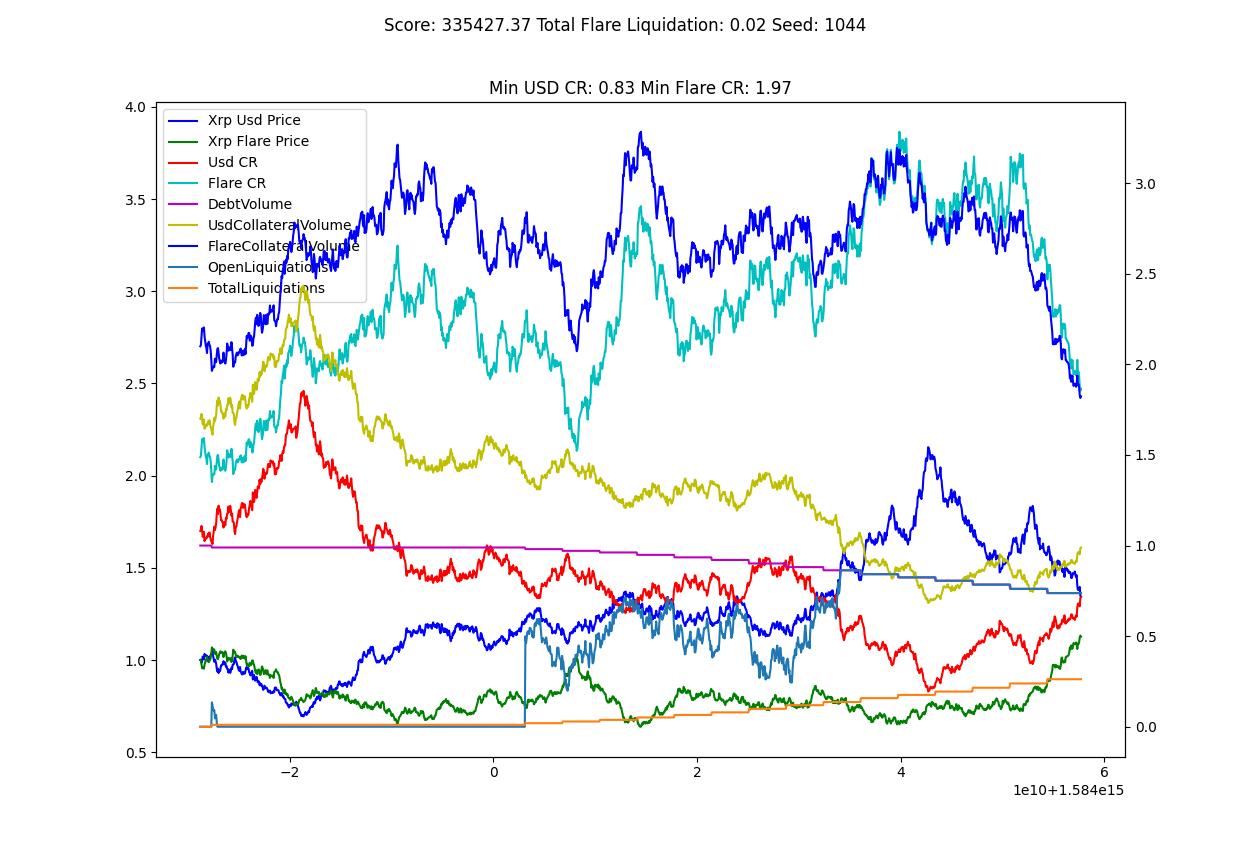 Score: 335427.37 Total Flare Liquidation: 0.02 Seed: 1044
Min USD CR: 0.83 Min Flare CR: 1.97
4.0
3.5
3.0
2.5
2.0
1.5
1.0
0.5
Xrp Usd Price
Xrp Flare Price
Usd CR
Flare CR
DebtVolume
UsdCollateralVolume
FlareCollateralVolume
OpenLiquidations
TotalLiquidations
3.0
2.5
2.0
1.5
1.0
0.5
0.0
−2 0 2 4 6
1e10+1.584e15